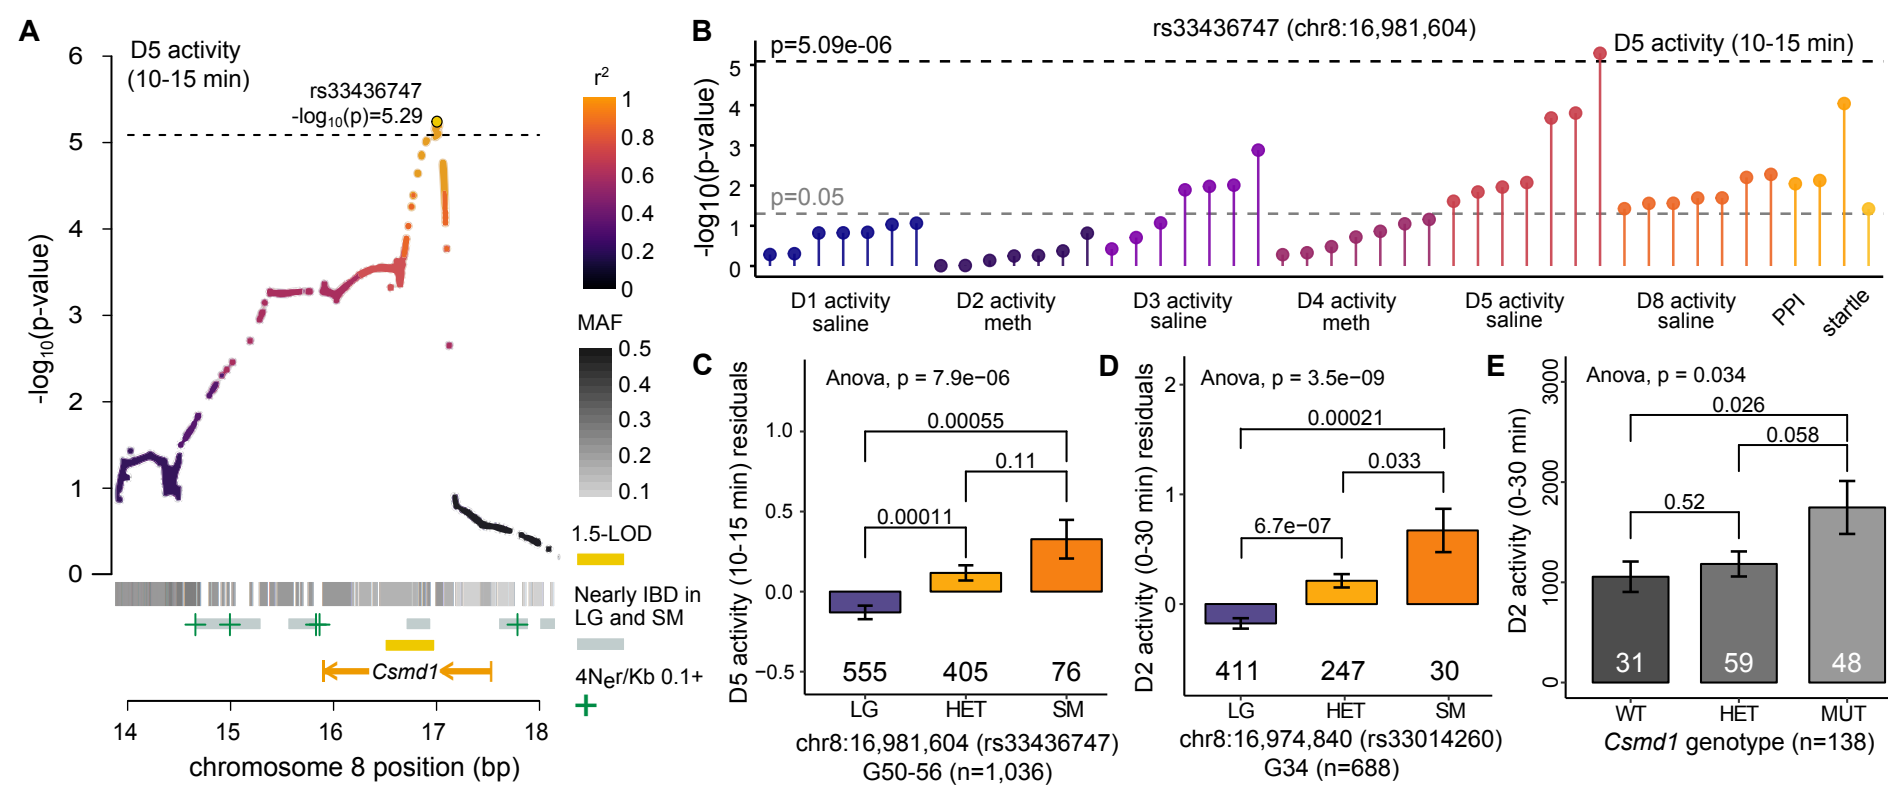 A
D5 activity
(10-15 min)
rs33436747
-log10(p)=5.29
6
5
4
3
2
1
0
-log10(p-value)
r2
1
0.8
0.6
0.4
0.2
0
MAF
0.5
0.4
0.3
0.2
0.1
1.5-LOD
Nearly IBD in
LG and SM
4Ner/Kb 0.1+
Csmd1
14 15 16 17 18
chromosome 8 position (bp)
B
rs33436747 (chr8:16,981,604)
p=5.09e-06
D5 activity (10-15 min)
p=0.05
5
4
3
2
1
0
-log10(p-value)
D1 activity
saline
D2 activity
meth
D3 activity
saline
D4 activity
meth
D5 activity
saline
D8 activity
saline
PPI
startle
C
Anova, p = 7.9e−06
0.00055
0.11
0.00011
1.0
0.5
0.0
−0.5
D5 activity (10-15 min) residuals
555 405 76
LG HET SM
chr8:16,981,604 (rs33436747)
G50-56 (n=1,036)
D
Anova, p = 3.5e−09
0.00021
0.033
6.7e−07
2
1
0
D2 activity (0-30 min) residuals
411 247 30
LG HET SM
chr8:16,974,840 (rs33014260)
G34 (n=688)
E
Anova, p = 0.034
0.026
0.058
0.52
3000
2000
1000
0
D2 activity (0-30 min)
31 59 48
WT HET MUT
Csmd1 genotype (n=138)